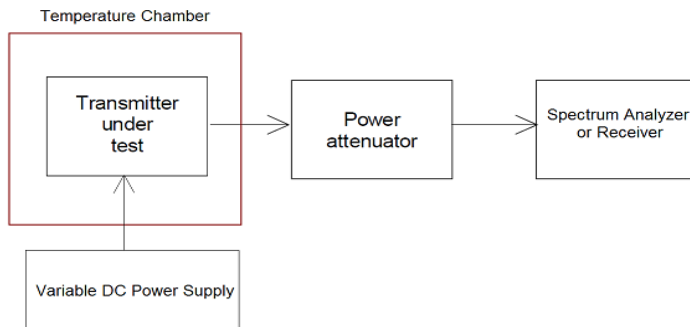 Temperature Chamber
Transmitter
under
test
Power
attenuator
Spectrum Analyzer
or Receiver
Variable DC Power Supply